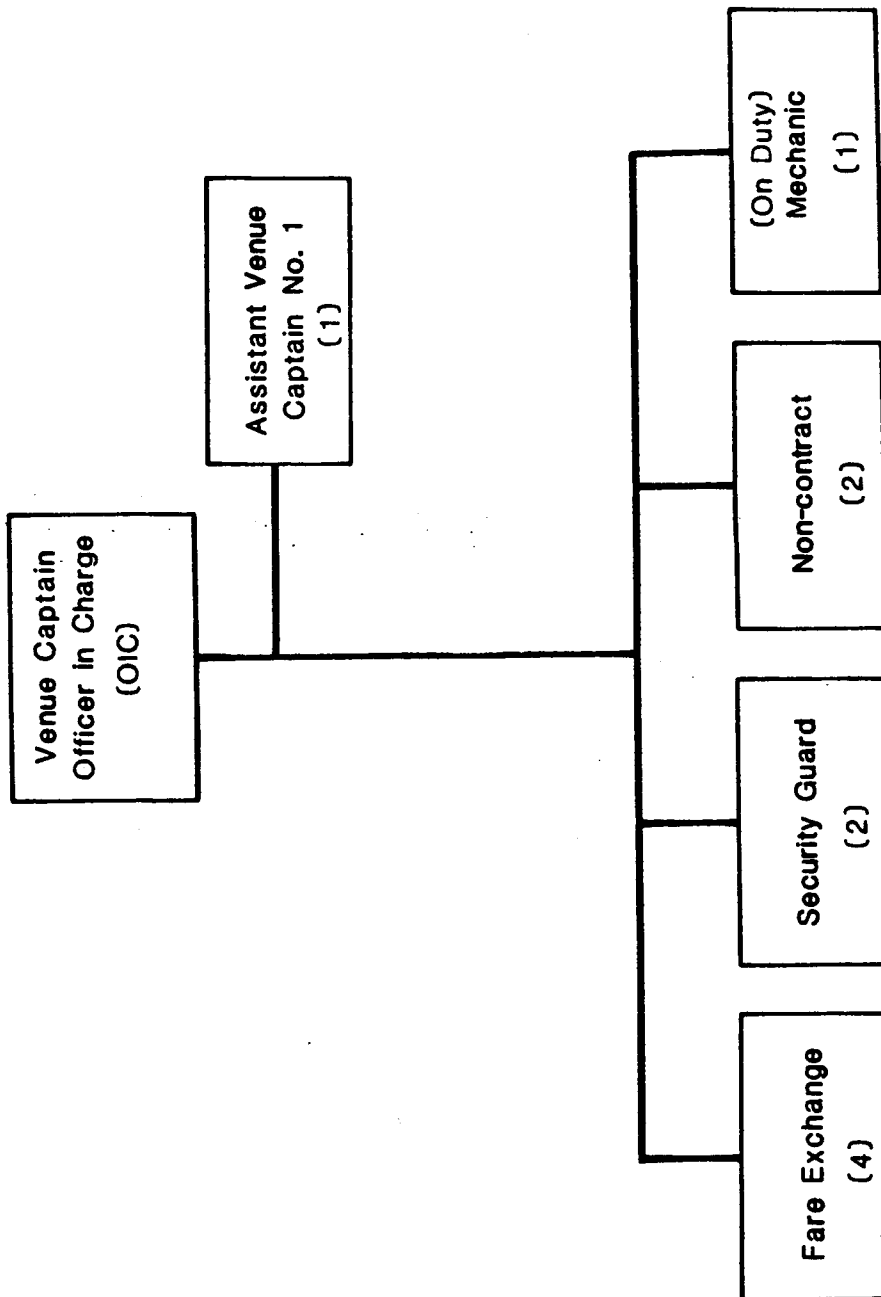 Venue Captain
Officer in Charge
(OIC)
Assistant Venue
Captain No. 1
(1)
Fare Exchange
(4)
Security Guard
(2)
Non-contract
(2)
(On Duty)
Mechanic
(1)